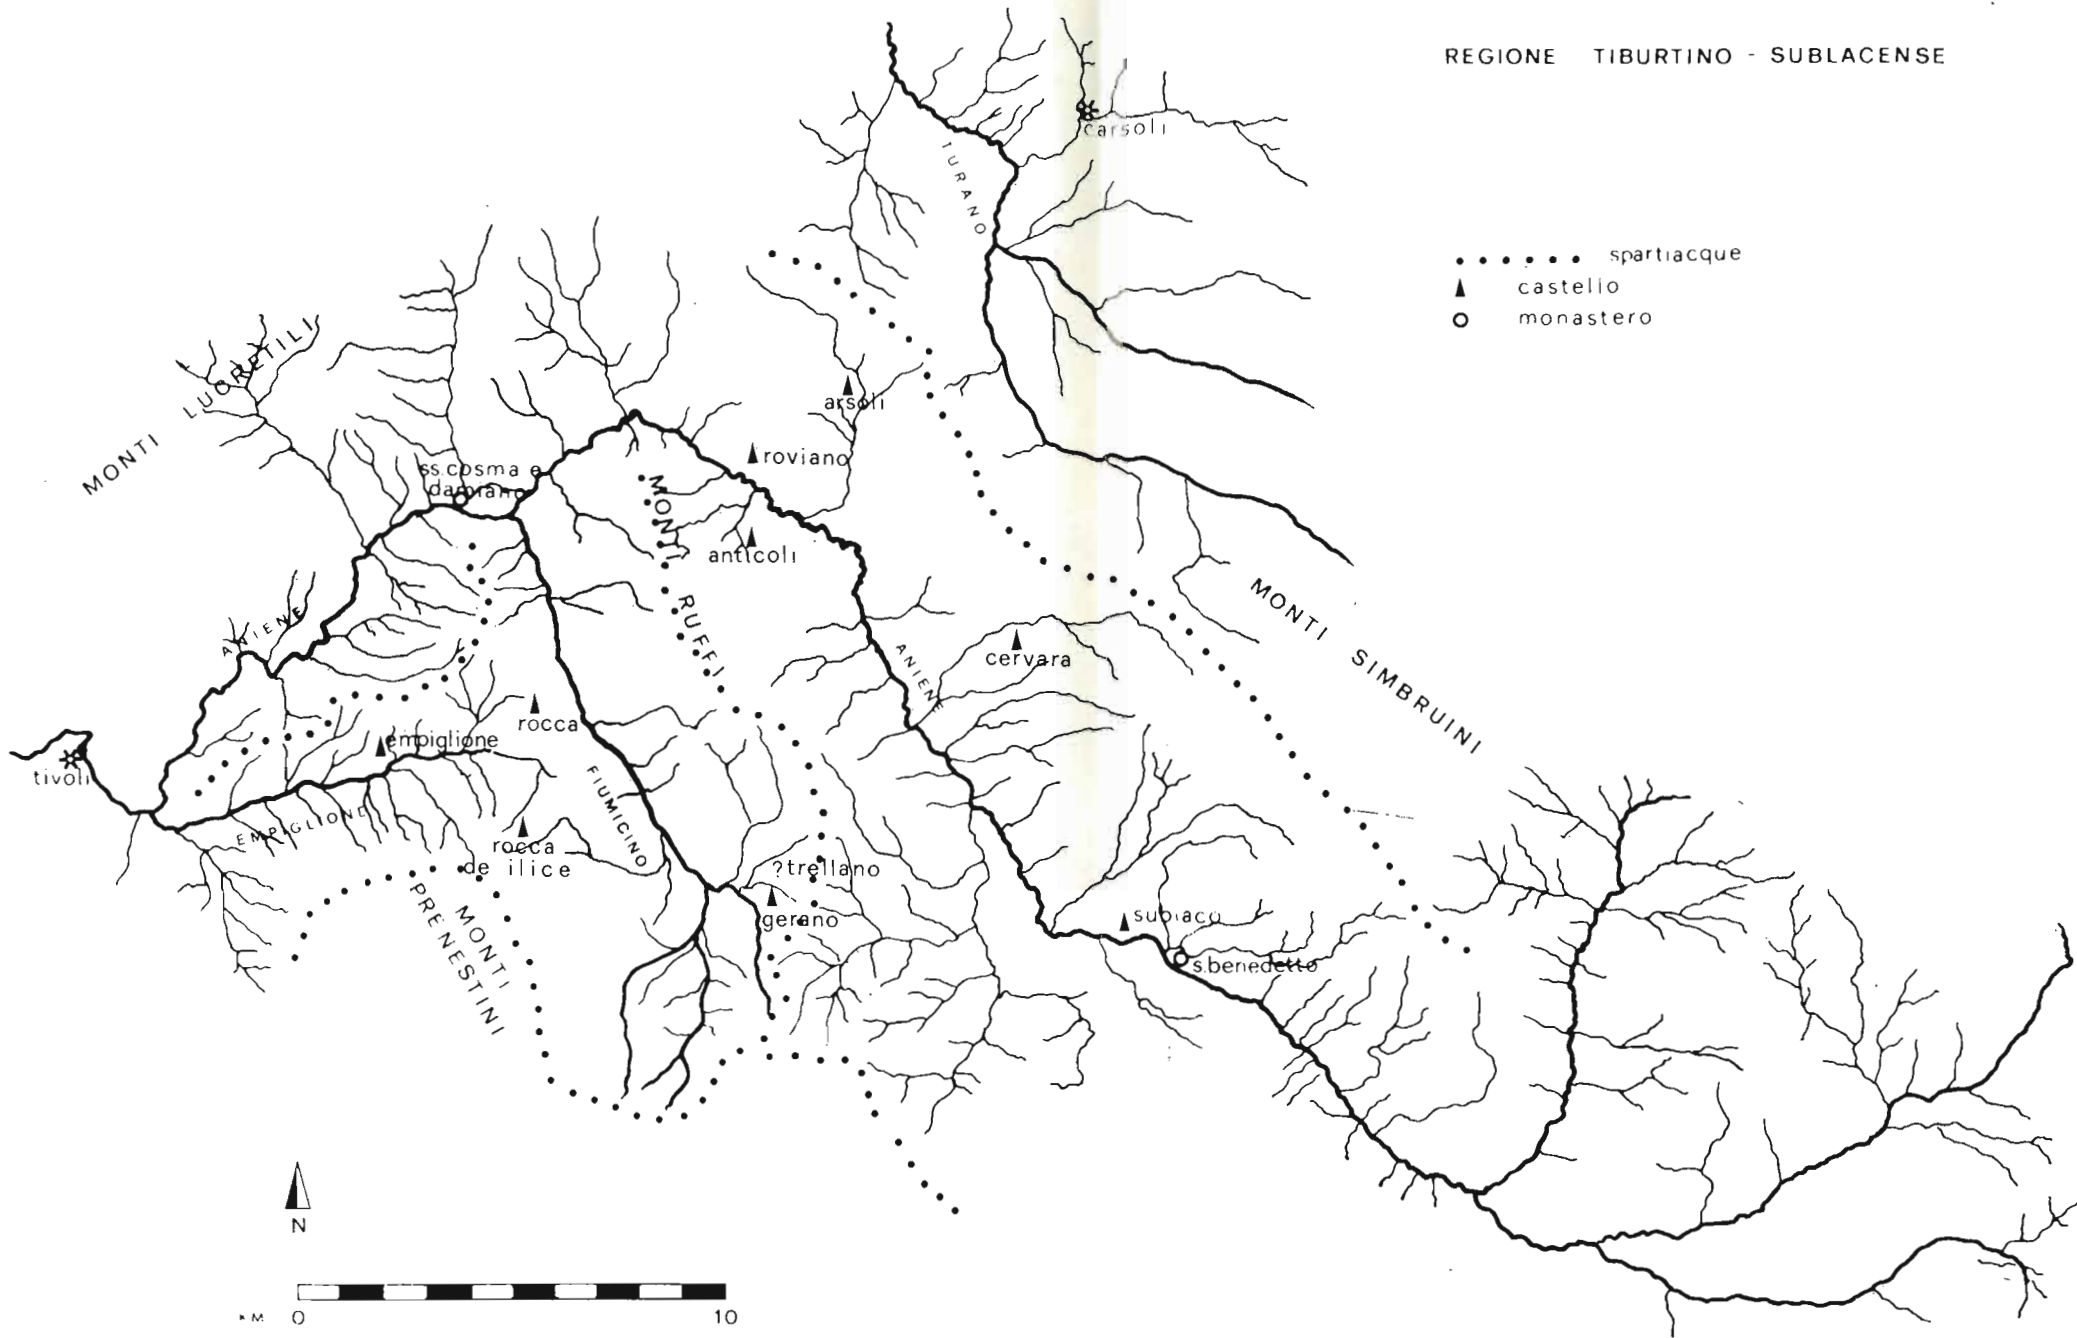 REGIONE TIBURTINO - SUBLACENSE
carsoli
TURANO
spartiacque
castello
monastero
MONTI LUCRETILI
arsoli
roviano
ss. cosma e
damiano
MONTI RUFFI
anticoli
ANIENE
ANIENE
MONTI SIMBRUINI
cervara
rocca
empiglione
tivoli
FIUMICINO
EMPIGLIONE
rocca
de ilice
?trellano
gerano
MONTI
PRENESTINI
subiaco
s.benedetto
N
KM 0 10